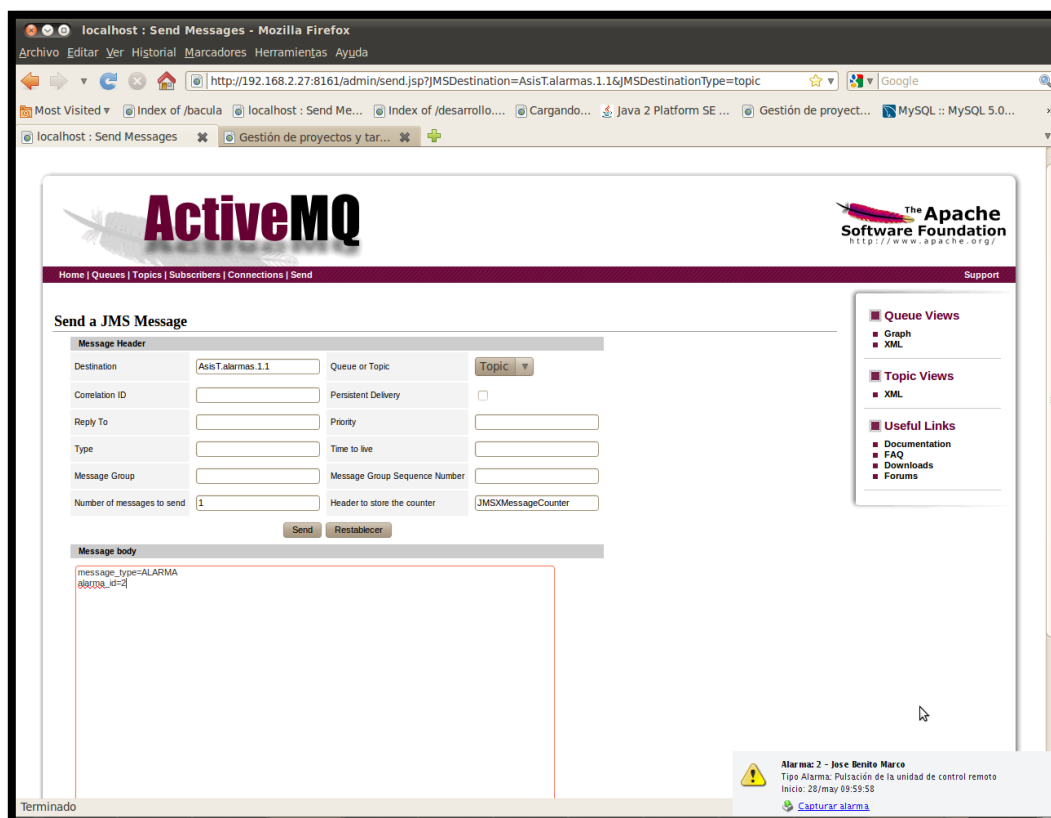 localhost : Send Messages - Mozilla Firefox
Archivo Editar Ver Historial Marcadores Herramientas Ayuda
http://192.168.2.27:8161/admin/send.jsp?JMSDestination=AsisT.alarmas.1.1&JMSDestinationType=topic
Google
Most Visited Index of /bacula localhost : Send Me... Index of /desarrollo.... Cargando... Java 2 Platform SE ... Gestión de proyect... MySQL :: MySQL 5.0... »
localhost : Send Messages Gestión de proyectos y tar...
ActiveMQ
The Apache
Software Foundation
http://www.apache.org/
Home | Queues | Topics | Subscribers | Connections | Send
Support
Send a JMS Message
Message Header
Destination AsisT.alarmas.1.1 Queue or Topic Topic
Correlation ID Persistent Delivery
Reply To Priority
Type Time to live
Message Group Message Group Sequence Number
Number of messages to send 1 Header to store the counter JMSXMessageCounter
Send Restablecer
Message body
message_type=ALARMA
alarma_id=2
Queue Views
Graph
XML
Topic Views
XML
Useful Links
Documentation
FAQ
Downloads
Forums
Alarma: 2 - Jose Benito Marco
Tipo Alarma: Pulsación de la unidad de control remoto
Inicio: 28/may 09:59:58
Capturar alarma
Terminado